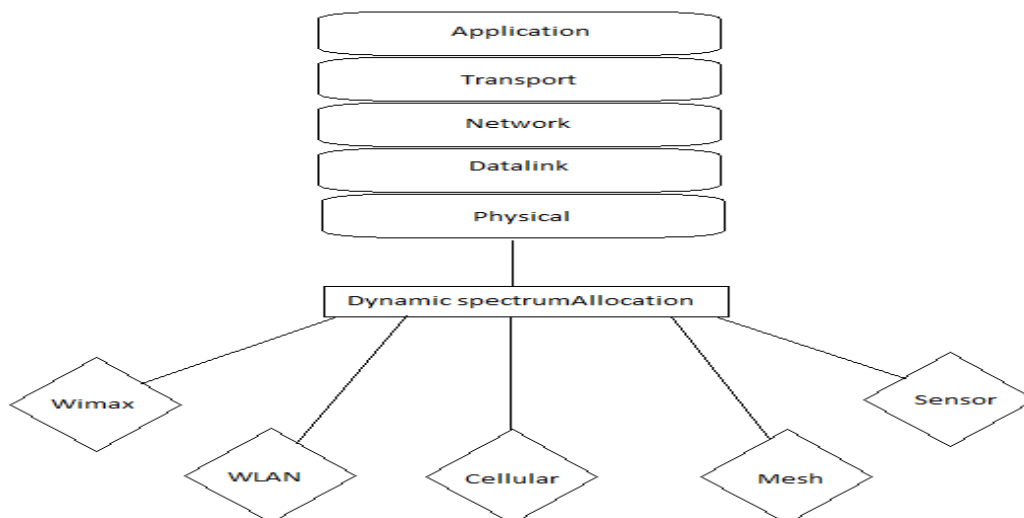 Application
Transport
Network
Datalink
Physical
Dynamic spectrumAllocation
Wimax
Sensor
WLAN
Cellular
Mesh